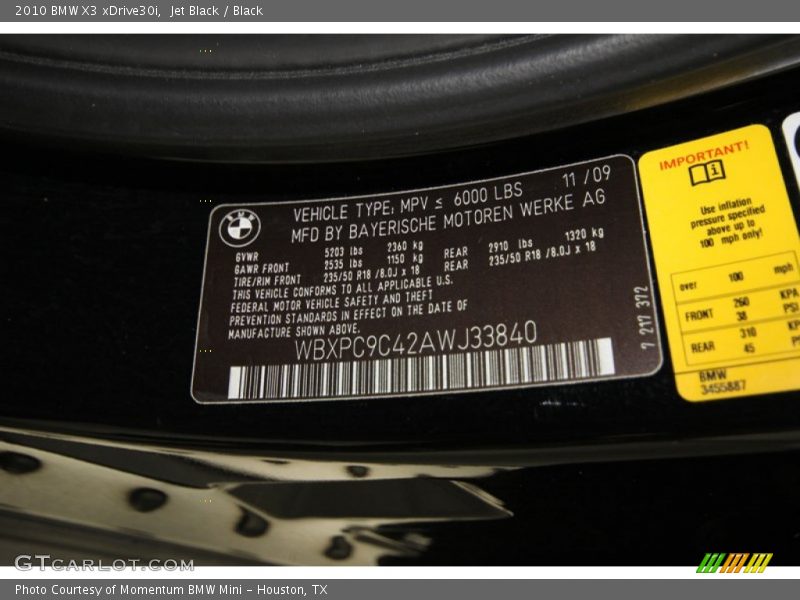 2010 BMW X3 xDrive30i, Jet Black / Black
BMW
VEHICLE TYPE, MPV ≤ 6000 LBS 11 / 09
MFD BY BAYERISCHE MOTOREN WERKE AG
GVWR 5203 lbs 2360 kg
GAWR FRONT 2535 lbs 1150 kg REAR 2910 lbs 1320 kg
TIRE/RIM FRONT 235/50 R18 /8.0J x 18 REAR 235/50 R18 /8.0J x 18
THIS VEHICLE CONFORMS TO ALL APPLICABLE U.S.
FEDERAL MOTOR VEHICLE SAFETY AND THEFT
PREVENTION STANDARDS IN EFFECT ON THE DATE OF
MANUFACTURE SHOWN ABOVE.
WBXPC9C42AWJ33840
7 217 372
IMPORTANT!
i
Use inflation
pressure specified
above up to
100 mph only!
over 100 mph
FRONT 260 KPA
38 PSI
REAR 310
45
BMW
3455887
GTCARLOT.COM
Photo Courtesy of Momentum BMW Mini - Houston, TX